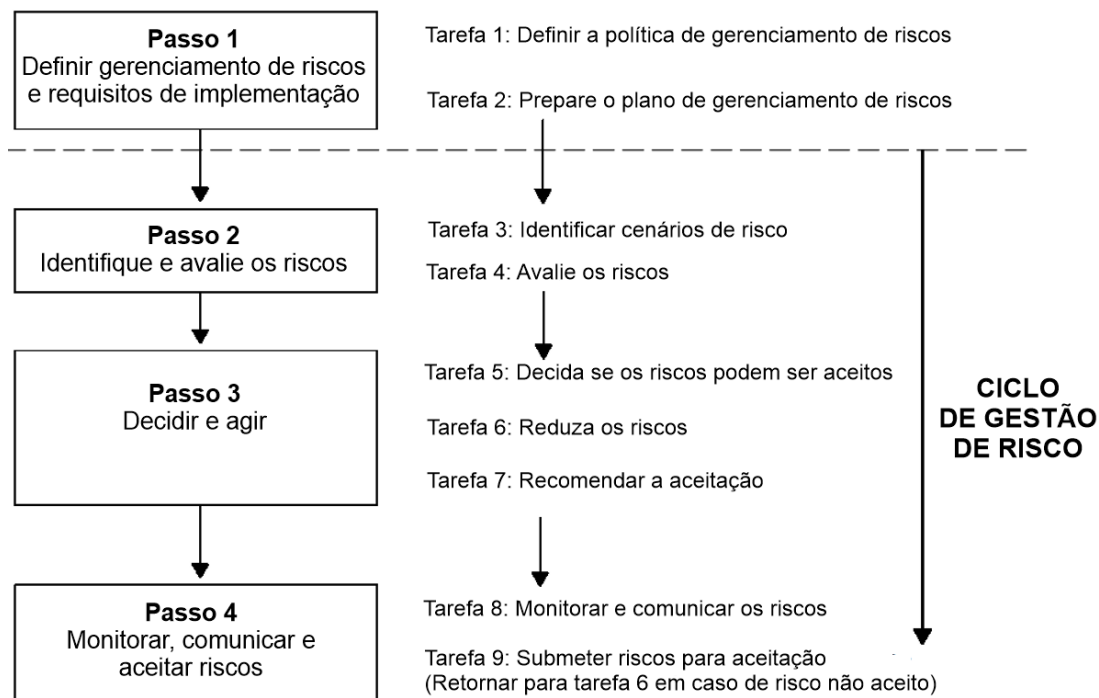 Passo 1
Definir gerenciamento de riscos
e requisitos de implementação
Tarefa 1: Definir a política de gerenciamento de riscos
Tarefa 2: Prepare o plano de gerenciamento de riscos
Passo 2
Identifique e avalie os riscos
Tarefa 3: Identificar cenários de risco
Tarefa 4: Avalie os riscos
Passo 3
Decidir e agir
Tarefa 5: Decida se os riscos podem ser aceitos
Tarefa 6: Reduza os riscos
Tarefa 7: Recomendar a aceitação
CICLO
DE GESTÃO
DE RISCO
Passo 4
Monitorar, comunicar e
aceitar riscos
Tarefa 8: Monitorar e comunicar os riscos
Tarefa 9: Submeter riscos para aceitação
(Retornar para tarefa 6 em caso de risco não aceito)